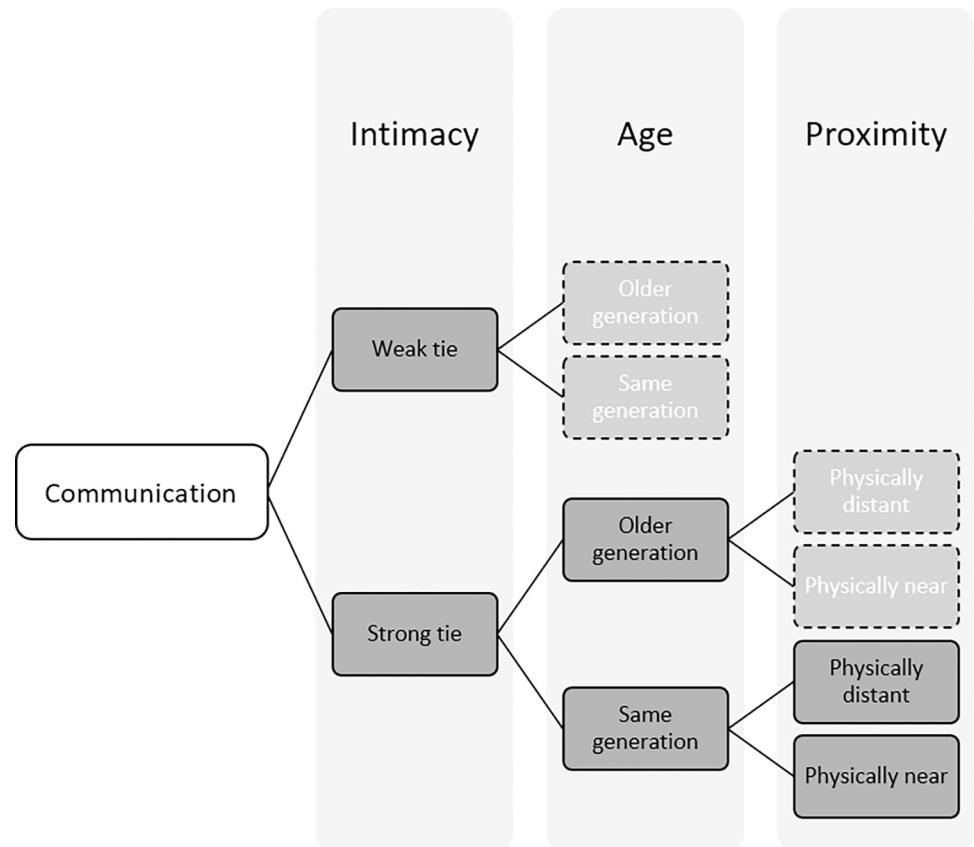 Intimacy
Age
Proximity
Older
generation
Weak tie
Same
generation
Communication
Physically
distant
Older
generation
Physically near
Strong tie
Physically
distant
Same
generation
Physically near